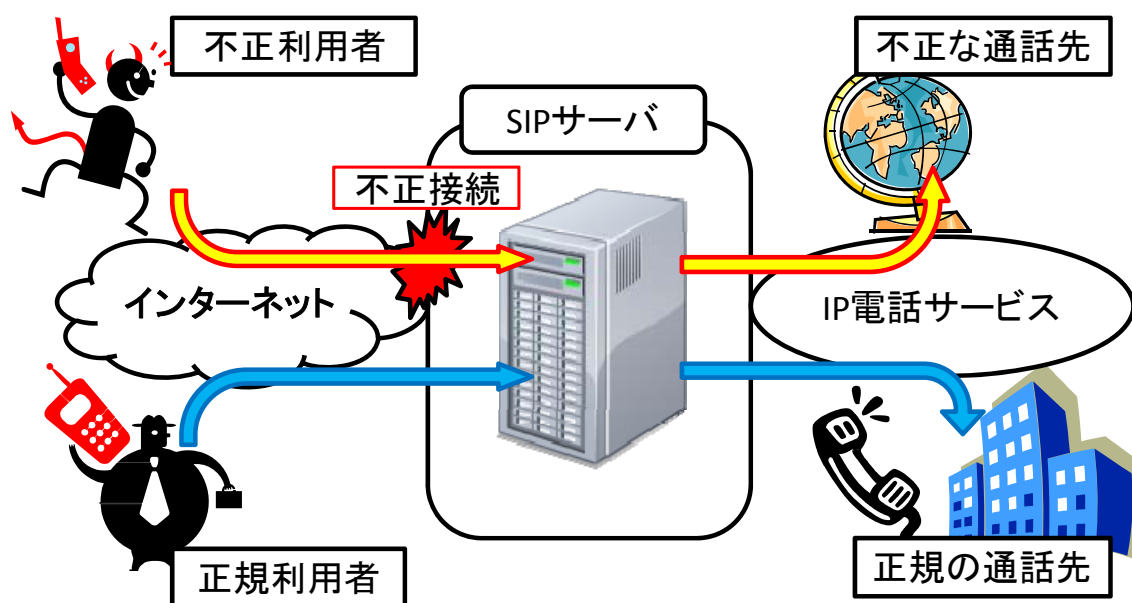 不正利用者
不正な通話先
SIPサーバ
不正接続
インターネット
IP電話サービス
正規利用者
正規の通話先